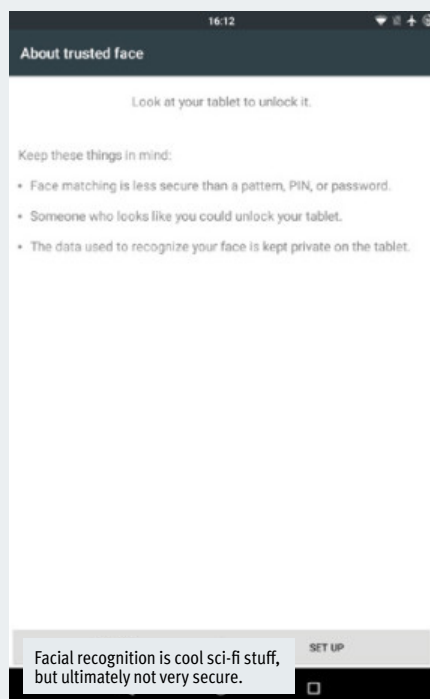 16:12
About trusted face
Look at your tablet to unlock it.
Keep these things in mind:
• Face matching is less secure than a pattern, PIN, or password.
• Someone who looks like you could unlock your tablet.
• The data used to recognize your face is kept private on the tablet.
SET UP
Facial recognition is cool sci-fi stuff,
but ultimately not very secure.